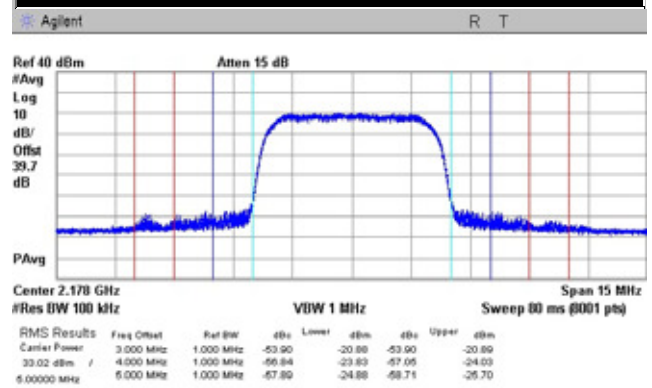 Agilent R T
Ref 40 dBm Atten 15 dB
#Avg
Log
10
dB/
Offst
39.7
dB
PAvg
Center 2.178 GHz Span 15 MHz
#Res BW 100 kHz VBW 1 MHz Sweep 80 ms (8001 pts)
RMS Results Freq Offset Ref BW dBc Lower dBm dBc Upper dBm
Carrier Power 3.000 MHz 1.000 MHz -53.90 -20.88 -53.90 -20.89
33.02 dBm / 4.000 MHz 1.000 MHz -56.84 -23.83 -57.05 -24.03
5.00000 MHz 5.000 MHz 1.000 MHz -57.89 -24.88 -58.71 -25.70